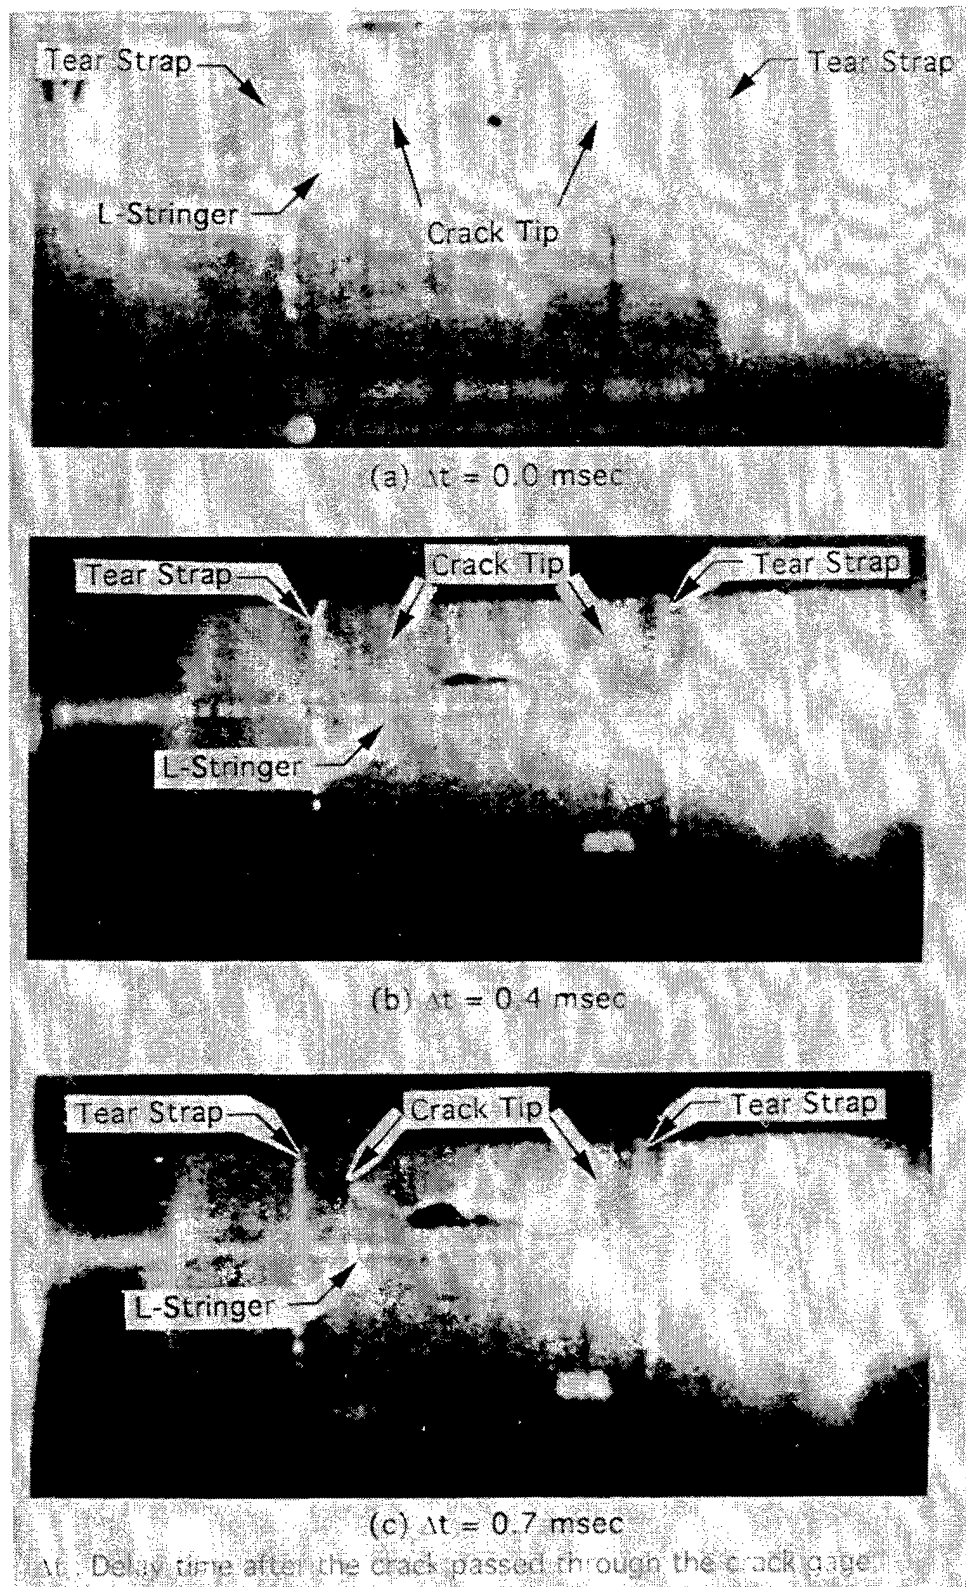 Tear Strap
Tear Strap
L-Stringer
Crack Tip
(a) Δt = 0.0 msec
Tear Strap
Crack Tip
Tear Strap
L-Stringer
(b) Δt = 0.4 msec
Tear Strap
Crack Tip
Tear Strap
L-Stringer
(c) Δt = 0.7 msec
Δt Delay time after the crack passed through the crack gage